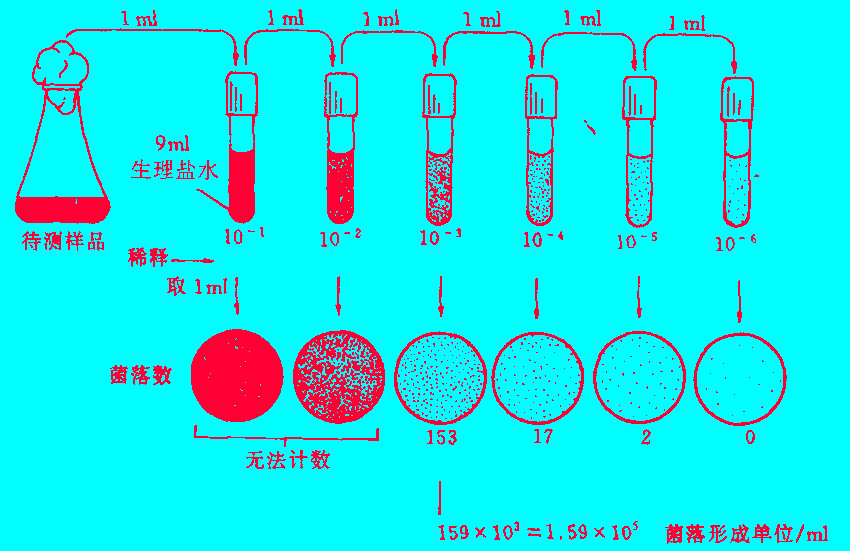 1 ml 1 ml 1 ml 1 ml 1 ml 1 ml
9ml
生理盐水
待测样品
10⁻¹ 10⁻² 10⁻³ 10⁻⁴ 10⁻⁵ 10⁻⁶
稀释
取1ml
菌落数
153 17 2 0
无法计数
159×10³=1.59×10⁵ 菌落形成单位/ml